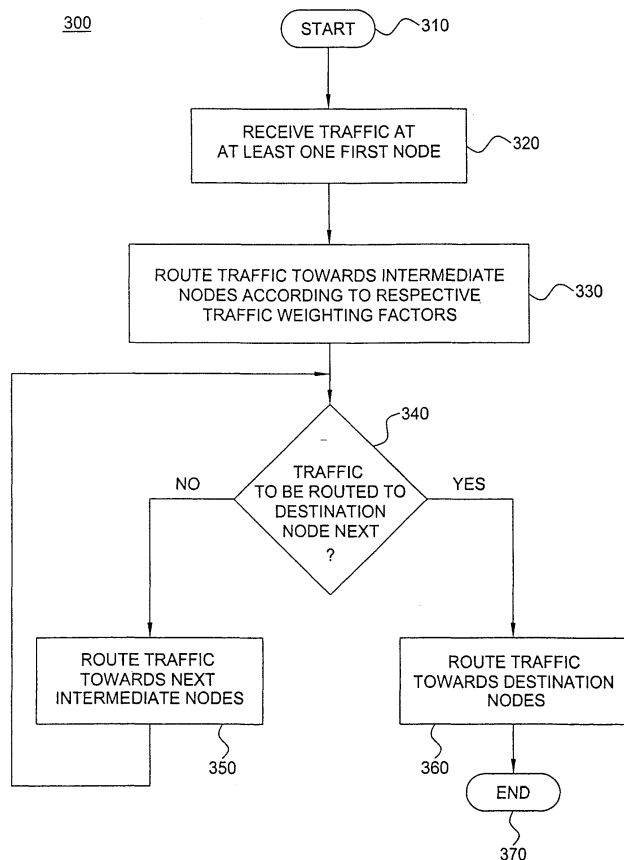 300
START
310
RECEIVE TRAFFIC AT
AT LEAST ONE FIRST NODE
320
ROUTE TRAFFIC TOWARDS INTERMEDIATE
NODES ACCORDING TO RESPECTIVE
TRAFFIC WEIGHTING FACTORS
330
340
TRAFFIC
TO BE ROUTED TO
DESTINATION
NODE NEXT
?
NO
YES
ROUTE TRAFFIC
TOWARDS NEXT
INTERMEDIATE NODES
350
ROUTE TRAFFIC
TOWARDS DESTINATION
NODES
360
END
370